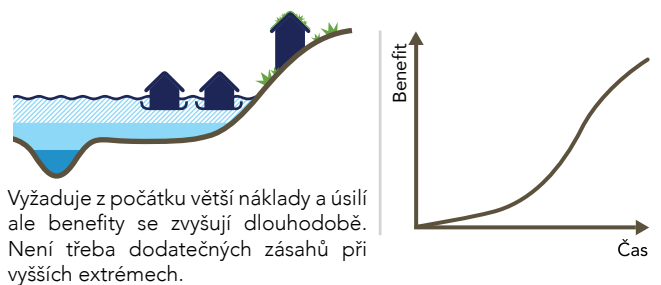 Vyžaduje z počátku větší náklady a úsilí
ale benefity se zvyšují dlouhodobě.
Není třeba dodatečných zásahů při
vyšších extrémech.
Benefit
Čas